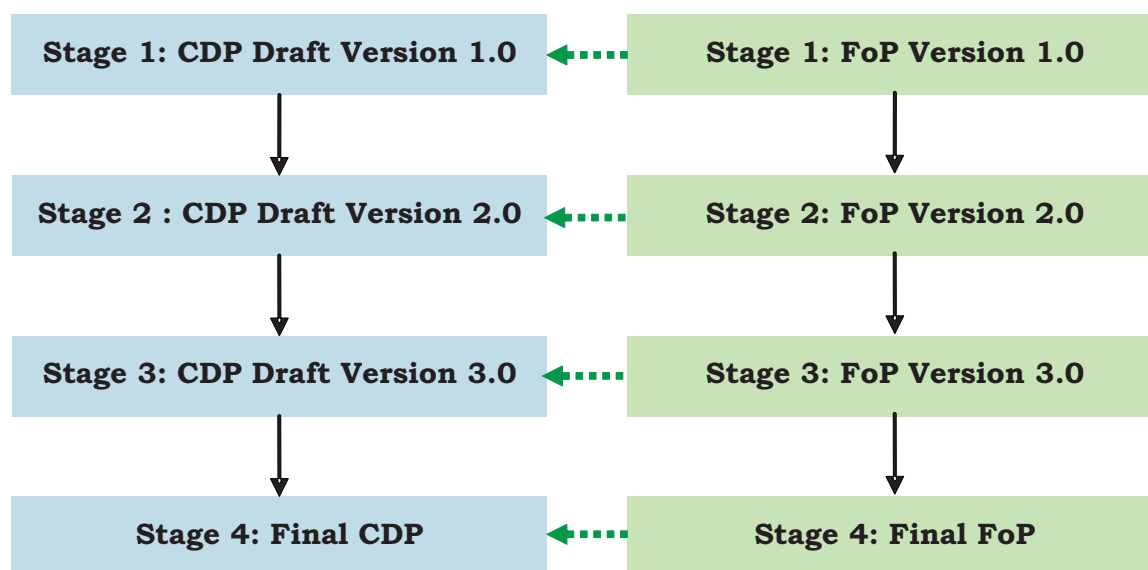 Stage 1: CDP Draft Version 1.0
Stage 1: FoP Version 1.0
Stage 2 : CDP Draft Version 2.0
Stage 2: FoP Version 2.0
Stage 3: CDP Draft Version 3.0
Stage 3: FoP Version 3.0
Stage 4: Final CDP
Stage 4: Final FoP